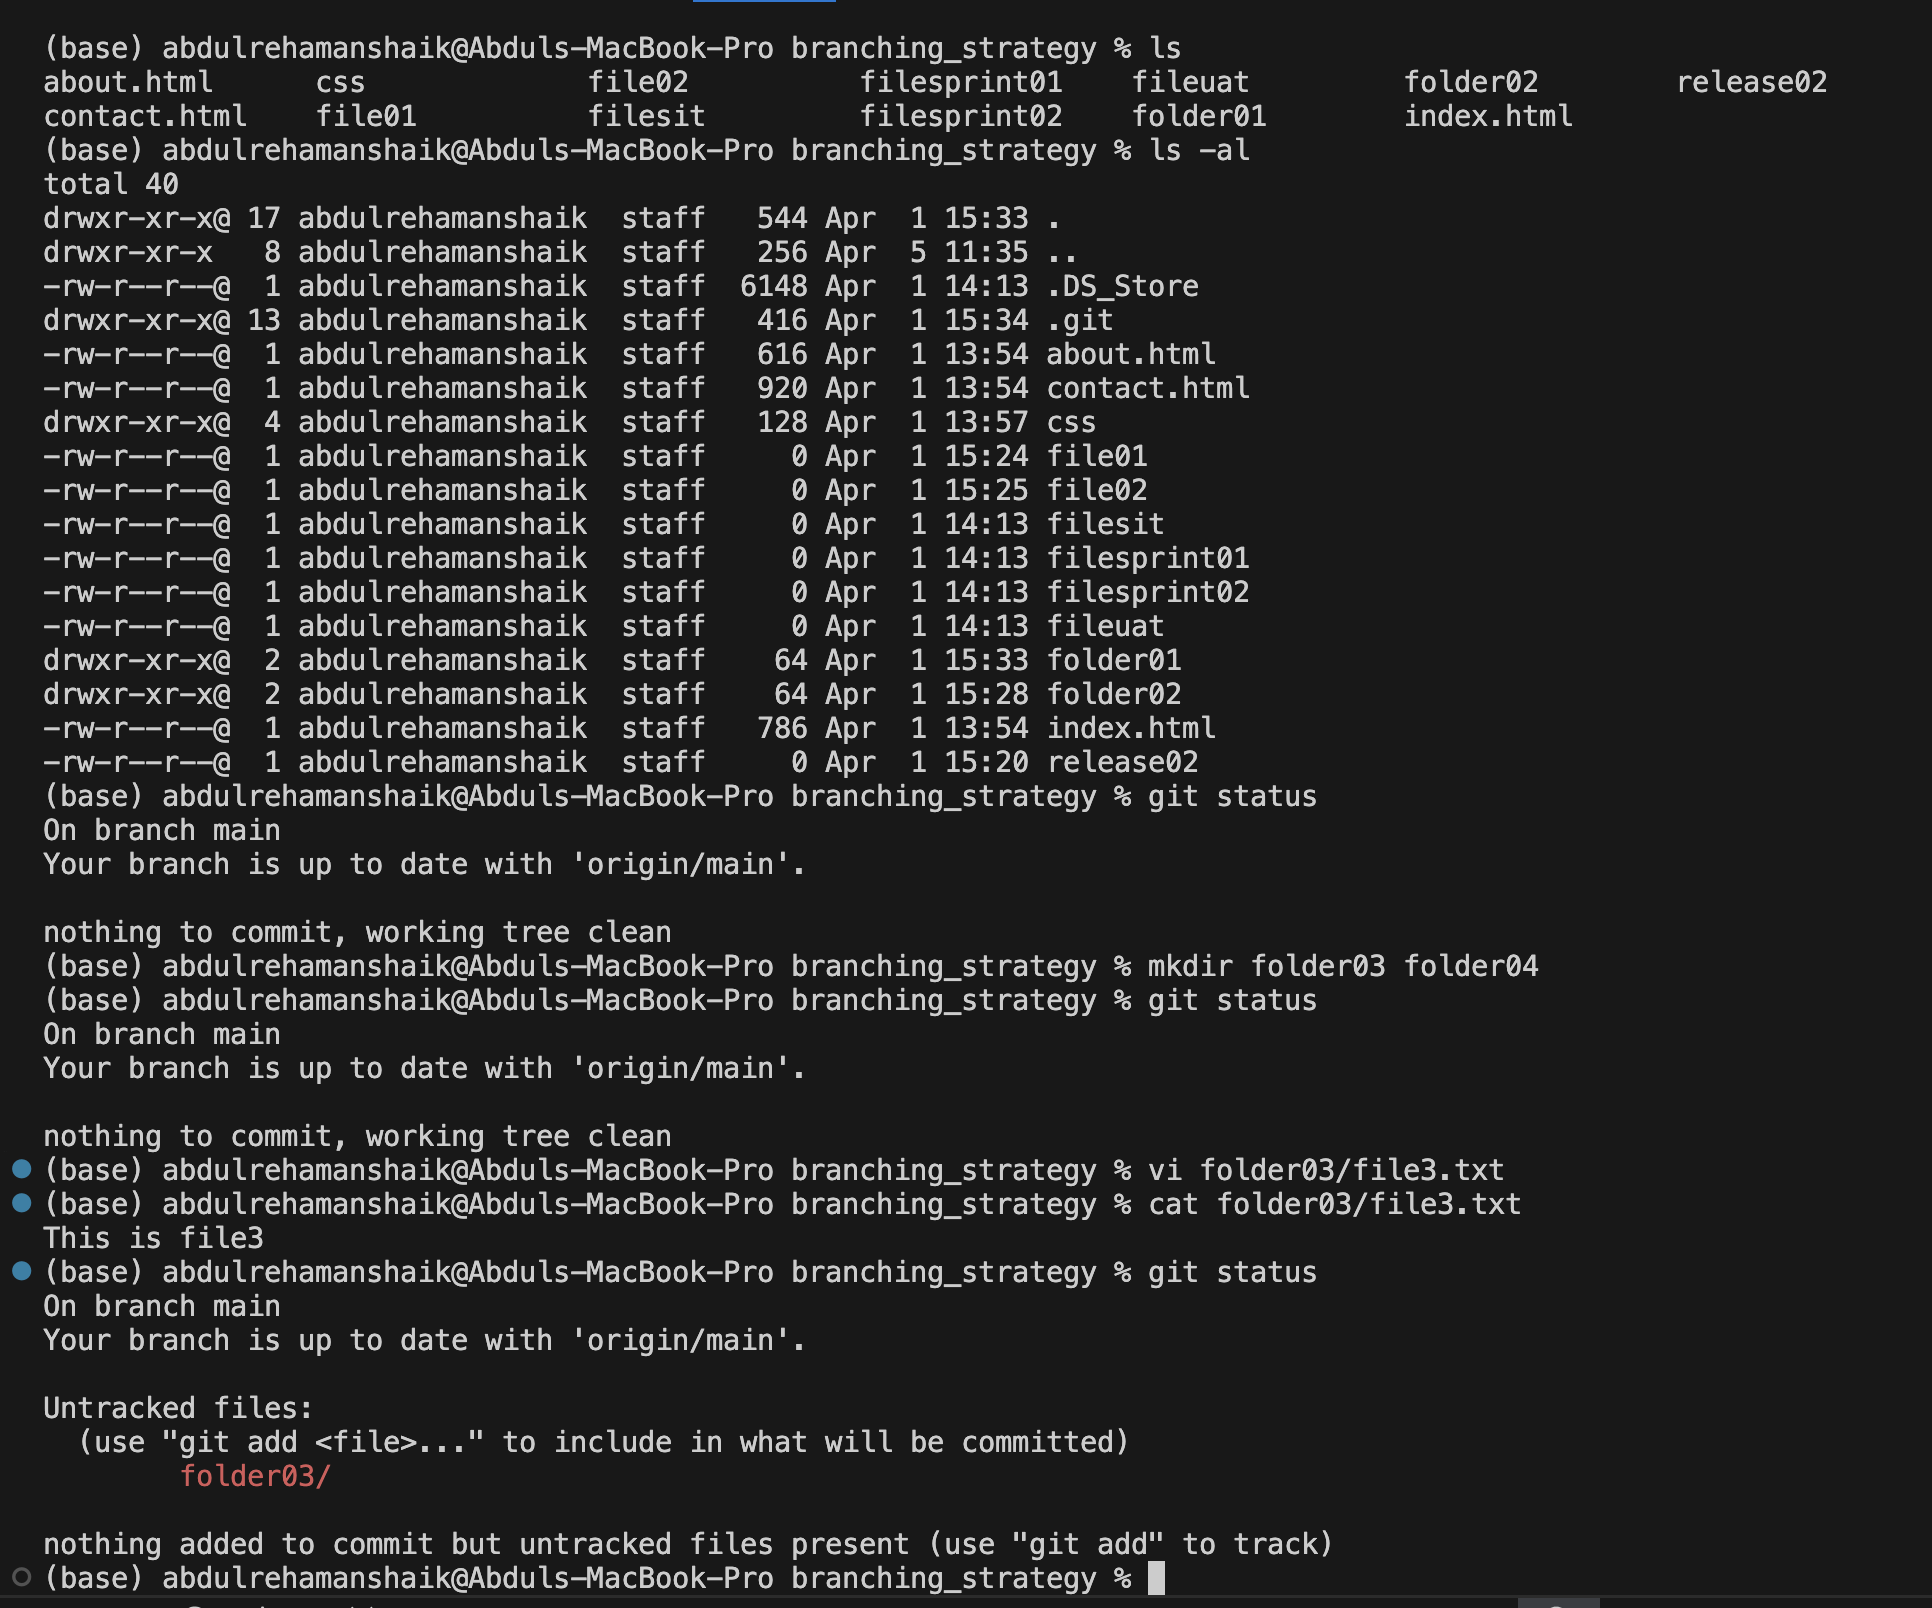 (base) abdulrehamanshaik@Abduls-MacBook-Pro branching_strategy % ls
about.html      css             file02          filesprint01    fileuat         folder02        release02
contact.html    file01          filesit         filesprint02    folder01        index.html
(base) abdulrehamanshaik@Abduls-MacBook-Pro branching_strategy % ls -al
total 40
drwxr-xr-x@ 17 abdulrehamanshaik  staff   544 Apr  1 15:33 .
drwxr-xr-x   8 abdulrehamanshaik  staff   256 Apr  5 11:35 ..
-rw-r--r--@  1 abdulrehamanshaik  staff  6148 Apr  1 14:13 .DS_Store
drwxr-xr-x@ 13 abdulrehamanshaik  staff   416 Apr  1 15:34 .git
-rw-r--r--@  1 abdulrehamanshaik  staff   616 Apr  1 13:54 about.html
-rw-r--r--@  1 abdulrehamanshaik  staff   920 Apr  1 13:54 contact.html
drwxr-xr-x@  4 abdulrehamanshaik  staff   128 Apr  1 13:57 css
-rw-r--r--@  1 abdulrehamanshaik  staff     0 Apr  1 15:24 file01
-rw-r--r--@  1 abdulrehamanshaik  staff     0 Apr  1 15:25 file02
-rw-r--r--@  1 abdulrehamanshaik  staff     0 Apr  1 14:13 filesit
-rw-r--r--@  1 abdulrehamanshaik  staff     0 Apr  1 14:13 filesprint01
-rw-r--r--@  1 abdulrehamanshaik  staff     0 Apr  1 14:13 filesprint02
-rw-r--r--@  1 abdulrehamanshaik  staff     0 Apr  1 14:13 fileuat
drwxr-xr-x@  2 abdulrehamanshaik  staff    64 Apr  1 15:33 folder01
drwxr-xr-x@  2 abdulrehamanshaik  staff    64 Apr  1 15:28 folder02
-rw-r--r--@  1 abdulrehamanshaik  staff   786 Apr  1 13:54 index.html
-rw-r--r--@  1 abdulrehamanshaik  staff     0 Apr  1 15:20 release02
(base) abdulrehamanshaik@Abduls-MacBook-Pro branching_strategy % git status
On branch main
Your branch is up to date with 'origin/main'.

nothing to commit, working tree clean
(base) abdulrehamanshaik@Abduls-MacBook-Pro branching_strategy % mkdir folder03 folder04
(base) abdulrehamanshaik@Abduls-MacBook-Pro branching_strategy % git status
On branch main
Your branch is up to date with 'origin/main'.

nothing to commit, working tree clean
(base) abdulrehamanshaik@Abduls-MacBook-Pro branching_strategy % vi folder03/file3.txt
(base) abdulrehamanshaik@Abduls-MacBook-Pro branching_strategy % cat folder03/file3.txt
This is file3
(base) abdulrehamanshaik@Abduls-MacBook-Pro branching_strategy % git status
On branch main
Your branch is up to date with 'origin/main'.

Untracked files:
  (use "git add <file>..." to include in what will be committed)
        folder03/

nothing added to commit but untracked files present (use "git add" to track)
(base) abdulrehamanshaik@Abduls-MacBook-Pro branching_strategy %